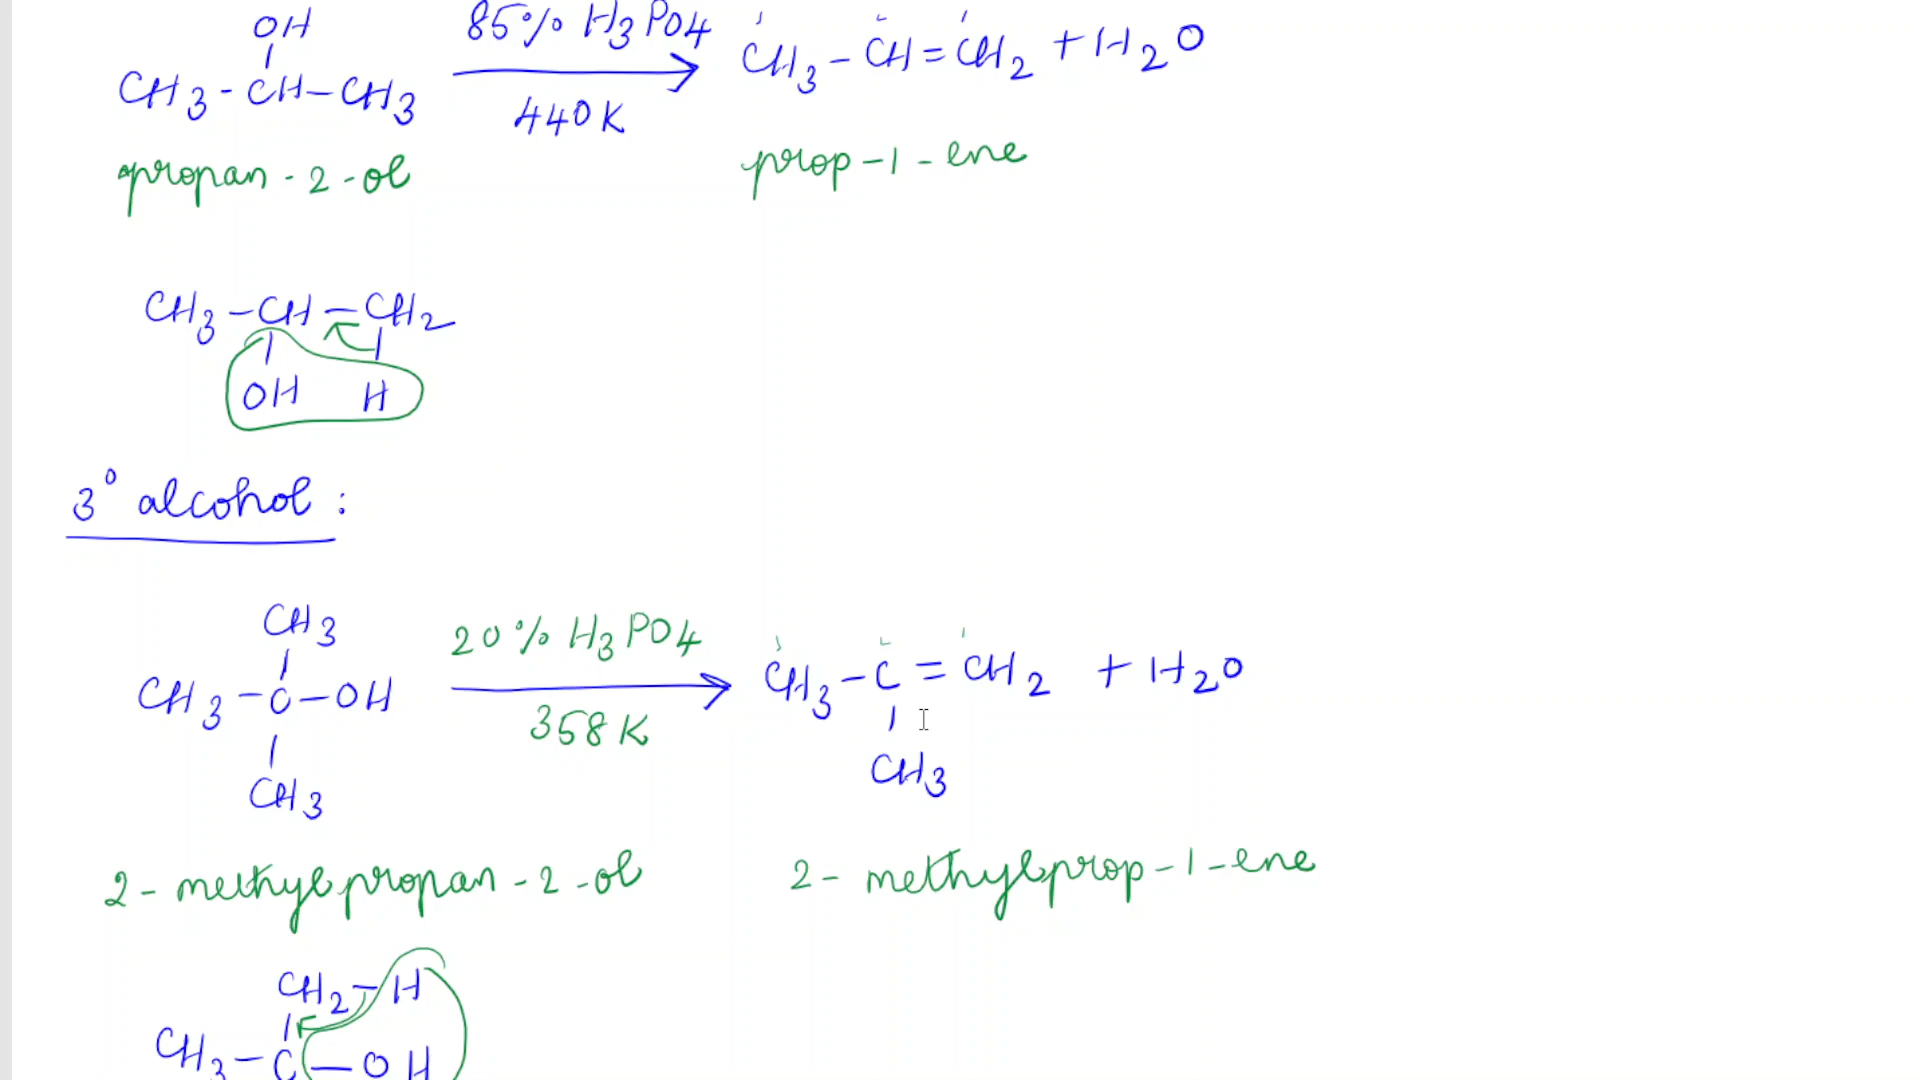 OH
|
CH3 - CH - CH3 85% H3PO4 440K CH3 - CH = CH2 + H2O
propan - 2 - ol prop - 1 - ene
CH3 - CH = CH2
| |
OH H
3° alcohol :
CH3
|
CH3 - C - OH 20% H3PO4 358K CH3 - C = CH2 + H2O
| |
CH3 CH3
2 - methylpropan - 2 - ol 2 - methylprop - 1 - ene
CH2 - H
|
CH3 - C - OH